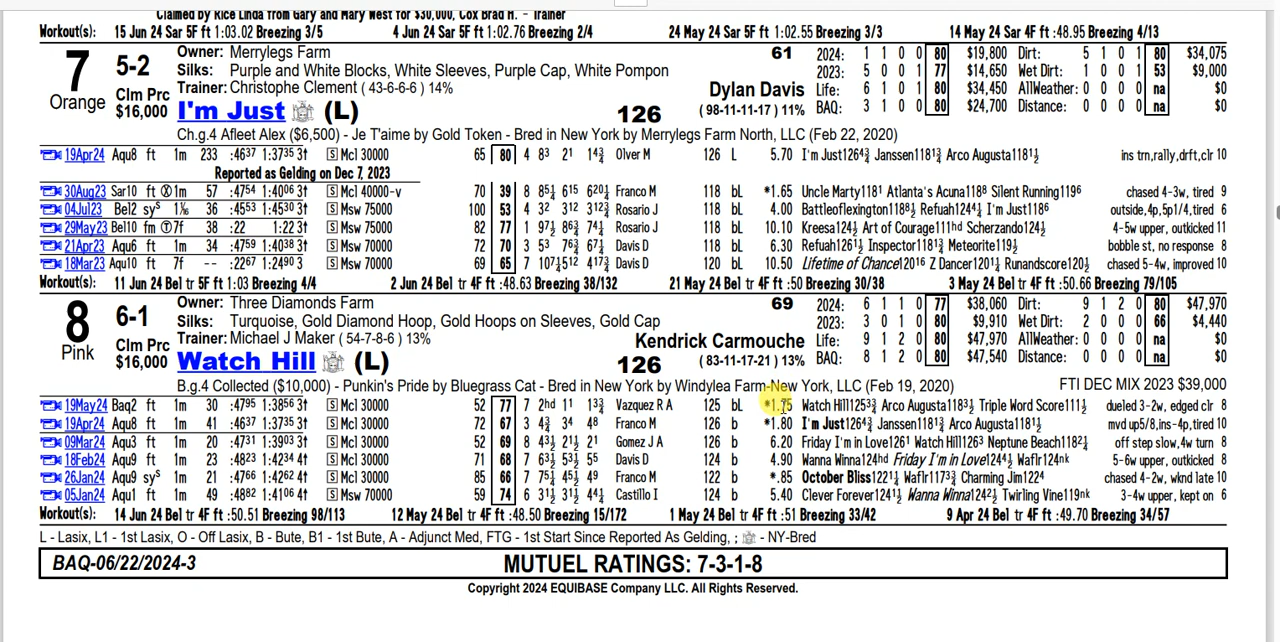 Claimed by Rice Linda from Gary and Mary West for $30,000, Cox Brad H. - Trainer
Workout(s): 15 Jun 24 Sar 5F ft 1:03.02 Breezing 3/5 4 Jun 24 Sar 5F ft 1:02.76 Breezing 2/4 24 May 24 Sar 5F ft 1:02.55 Breezing 3/3 14 May 24 Sar 4F ft :48.95 Breezing 4/13
7 5-2 Orange Clm Prc $16,000
Owner: Merrylegs Farm
Silks: Purple and White Blocks, White Sleeves, Purple Cap, White Pompon
Trainer: Christophe Clement ( 43-6-6-6 ) 14%
I'm Just (L)
Dylan Davis
126 ( 98-11-11-17 ) 11%
61 2024: 1 1 0 0 80 $19,800 Dirt: 5 1 0 1 80 $34,075
2023: 5 0 0 1 77 $14,650 Wet Dirt: 1 0 0 1 53 $9,000
Life: 6 1 0 1 80 $34,450 AllWeather: 0 0 0 0 na $0
BAQ: 3 1 0 0 80 $24,700 Distance: 0 0 0 0 na $0
Ch.g.4 Afleet Alex ($6,500) - Je T'aime by Gold Token - Bred in New York by Merrylegs Farm North, LLC (Feb 22, 2020)
19Apr24 Aqu8 ft 1m 233 :46³⁷ 1:37³⁵ 3↑ S Mcl 30000 65 80 4 8³ 2¹ 1⁴¾ Olver M 126 L 5.70 I'm Just126⁴¾ Janssen118¹¾ Arco Augusta118¹½ ins trn,rally,drft,clr 10
Reported as Gelding on Dec 7, 2023
30Aug23 Sar10 ft Ⓧ1m 57 :47⁵⁴ 1:40⁰⁶ 3↑ S Mcl 40000-v 70 39 8 8⁵½ 6¹⁵ 6²⁰¼ Franco M 118 bL *1.65 Uncle Marty118¹ Atlanta's Acuna118⁸ Silent Running119⁶ chased 4-3w, tired 9
04Jul23 Bel2 syˢ 1⅟₁₆ 36 :45⁵³ 1:45³⁰ 3↑ S Msw 75000 100 53 4 3² 3¹² 3¹²¾ Rosario J 118 bL 4.00 Battleoflexington118⁸½ Refuah124⁴¼ I'm Just118⁶ outside,4p,5p1/4,tired 6
29May23 Bel10 fm Ⓣ7f 38 :22 1:22 3↑ S Msw 75000 72 77 1 9⁷½ 8⁶¾ 7⁴¼ Rosario J 118 bL 10.10 Kreesa124½ Art of Courage111ʰᵈ Scherzando124½ 4-5w upper, outkicked 11
21Apr23 Aqu6 ft 1m 34 :47⁵⁹ 1:40³⁸ 3↑ S Msw 70000 72 70 3 5³ 7⁶¾ 6⁷¼ Davis D 118 bL 6.30 Refuah126¹½ Inspector118¹¾ Meteorite119½ bobble st, no response 8
18Mar23 Aqu10 ft 7f -- :22⁶⁷ 1:24⁹⁰ 3 S Msw 70000 69 65 7 10⁷¼ 5¹² 4¹⁷¾ Davis D 120 bL 10.50 Lifetime of Chance120¹⁶ Z Dancer120¹¼ Runandscore120½ chased 5-4w, improved 10
Workout(s): 11 Jun 24 Bel tr 5F ft 1:03 Breezing 4/4 2 Jun 24 Bel tr 4F ft :48.63 Breezing 38/132 21 May 24 Bel tr 4F ft :50 Breezing 30/38 3 May 24 Bel tr 4F ft :50.66 Breezing 79/105
8 6-1 Pink Clm Prc $16,000
Owner: Three Diamonds Farm
Silks: Turquoise, Gold Diamond Hoop, Gold Hoops on Sleeves, Gold Cap
Trainer: Michael J Maker ( 54-7-8-6 ) 13%
Watch Hill (L)
Kendrick Carmouche
126 ( 83-11-17-21 ) 13%
69 2024: 6 1 1 0 77 $38,060 Dirt: 9 1 2 0 80 $47,970
2023: 3 0 1 0 80 $9,910 Wet Dirt: 2 0 0 0 66 $4,440
Life: 9 1 2 0 80 $47,970 AllWeather: 0 0 0 0 na $0
BAQ: 8 1 2 0 80 $47,540 Distance: 0 0 0 0 na $0
B.g.4 Collected ($10,000) - Punkin's Pride by Bluegrass Cat - Bred in New York by Windylea Farm-New York, LLC (Feb 19, 2020) FTI DEC MIX 2023 $39,000
19May24 Baq2 ft 1m 30 :47⁹⁵ 1:38⁵⁶ 3↑ S Mcl 30000 52 77 7 2ʰᵈ 1¹ 1³¾ Vazquez R A 125 bL Watch Hill125³¾ Arco Augusta118³½ Triple Word Score111½ dueled 3-2w, edged clr 8
19Apr24 Aqu8 ft 1m 41 :46³⁷ 1:37³⁵ 3↑ S Mcl 30000 72 67 2 4³¾ 3⁴ 4⁸ Franco M 126 b *1.80 I'm Just126⁴¾ Janssen118¹¾ Arco Augusta118¹½ mvd up5/8,ins-4p,tired 10
09Mar24 Aqu3 ft 1m 20 :47³¹ 1:39⁰³ 3↑ S Mcl 30000 52 69 8 4³½ 2¹½ 2¹ Gomez J A 126 b 6.20 Friday I'm in Love126¹ Watch Hill126³ Neptune Beach118²¼ off step slow,4w turn 8
18Feb24 Aqu9 ft 1m 23 :48²³ 1:42³⁴ 4↑ S Mcl 30000 71 68 7 6³½ 5³½ 5⁵ Davis D 124 b 4.90 Wanna Winna124ʰᵈ Friday I'm in Love124⁴½ Waflr124ⁿᵏ 5-6w upper, outkicked 8
26Jan24 Aqu9 syˢ 1m 21 :47⁶⁶ 1:42⁶² 4↑ S Mcl 30000 85 66 7 7⁵¼ 4⁵½ 4⁹ Franco M 122 b *.85 October Bliss122¹¼ Waflr117³¾ Charming Jim122⁴ chased 4-2w, wknd late 10
05Jan24 Aqu1 ft 1m 49 :48⁸² 1:41⁰⁶ 4↑ S Msw 70000 59 74 6 3¹½ 3¹½ 4⁴¼ Castillo I 124 b 5.40 Clever Forever124¹½ Wanna Winna124²½ Twirling Vine119ⁿᵏ 3-4w upper, kept on 6
Workout(s): 14 Jun 24 Bel tr 4F ft :50.51 Breezing 98/113 12 May 24 Bel tr 4F ft :48.50 Breezing 15/172 1 May 24 Bel tr 4F ft :51 Breezing 33/42 9 Apr 24 Bel tr 4F ft :49.70 Breezing 34/57
L - Lasix, L1 - 1st Lasix, O - Off Lasix, B - Bute, B1 - 1st Bute, A - Adjunct Med, FTG - 1st Start Since Reported As Gelding, ; - NY-Bred
BAQ-06/22/2024-3 MUTUEL RATINGS: 7-3-1-8
Copyright 2024 EQUIBASE Company LLC. All Rights Reserved.